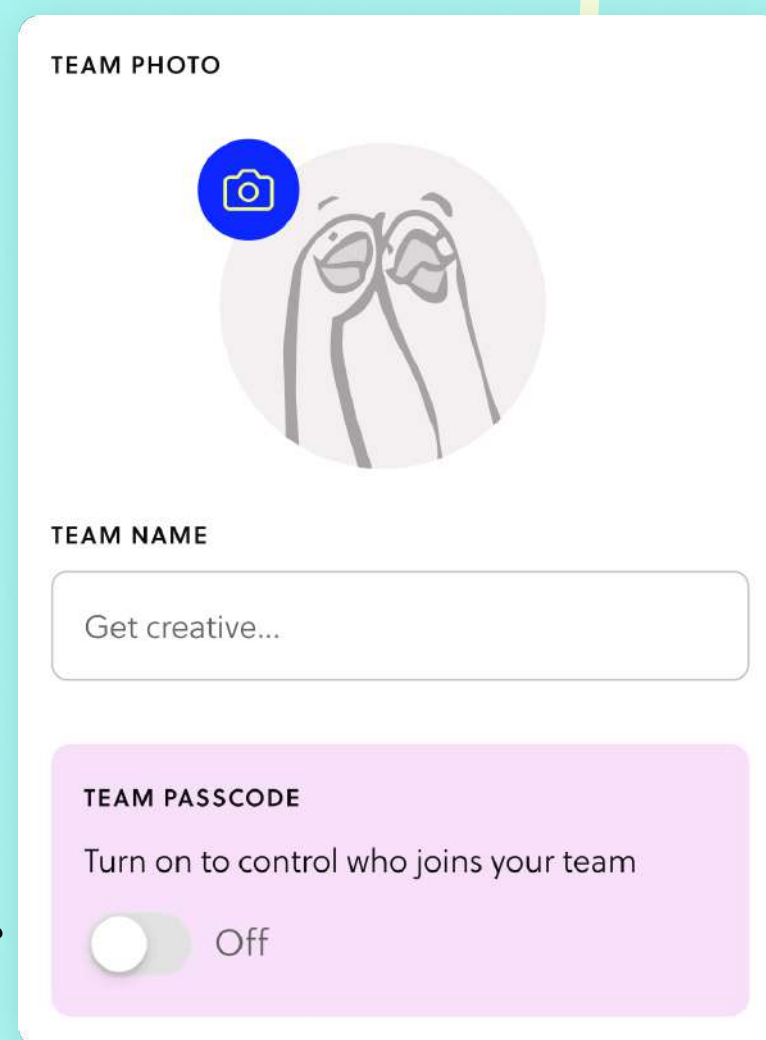 TEAM PHOTO
TEAM NAME
Get creative...
TEAM PASSCODE
Turn on to control who joins your team
Off